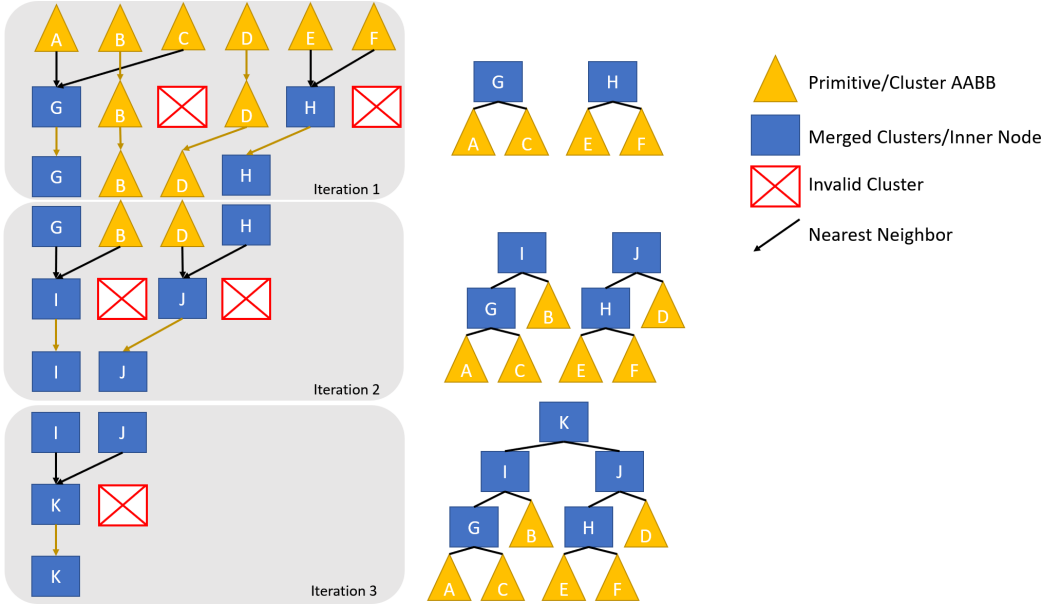 A B C D E F
G B D H
G B D H
Iteration 1
G B D H
I J
I J
Iteration 2
I J
K
K
Iteration 3
G H
A C E F
I J
G B H D
A C E F
K
I J
G B H D
A C E F
Primitive/Cluster AABB
Merged Clusters/Inner Node
Invalid Cluster
Nearest Neighbor